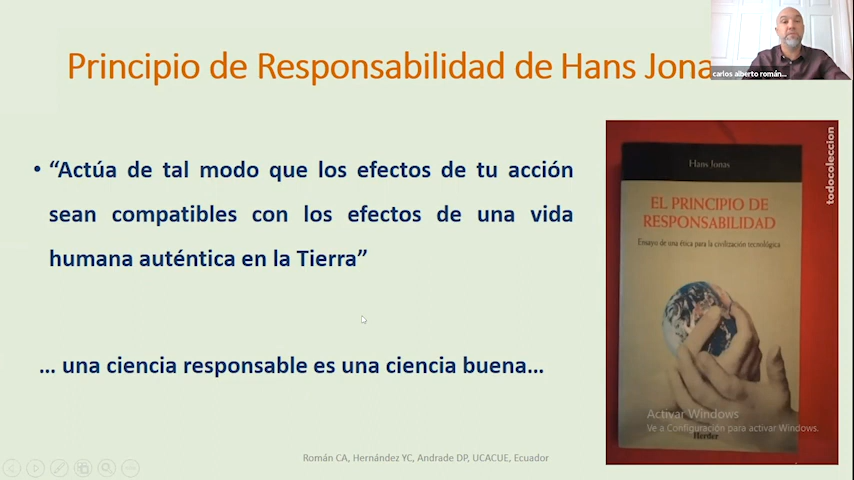 Principio de Responsabilidad de Hans Jona
carlos alberto román...
• “Actúa de tal modo que los efectos de tu acción
sean compatibles con los efectos de una vida
humana auténtica en la Tierra”
... una ciencia responsable es una ciencia buena...
todocoleccion
Hans Jonas
EL PRINCIPIO DE
RESPONSABILIDAD
Ensayo de una ética para la civilización tecnológica
Activar Windows
Ve a Configuración para activar Windows.
Herder
Román CA, Hernández YC, Andrade DP, UCACUE, Ecuador